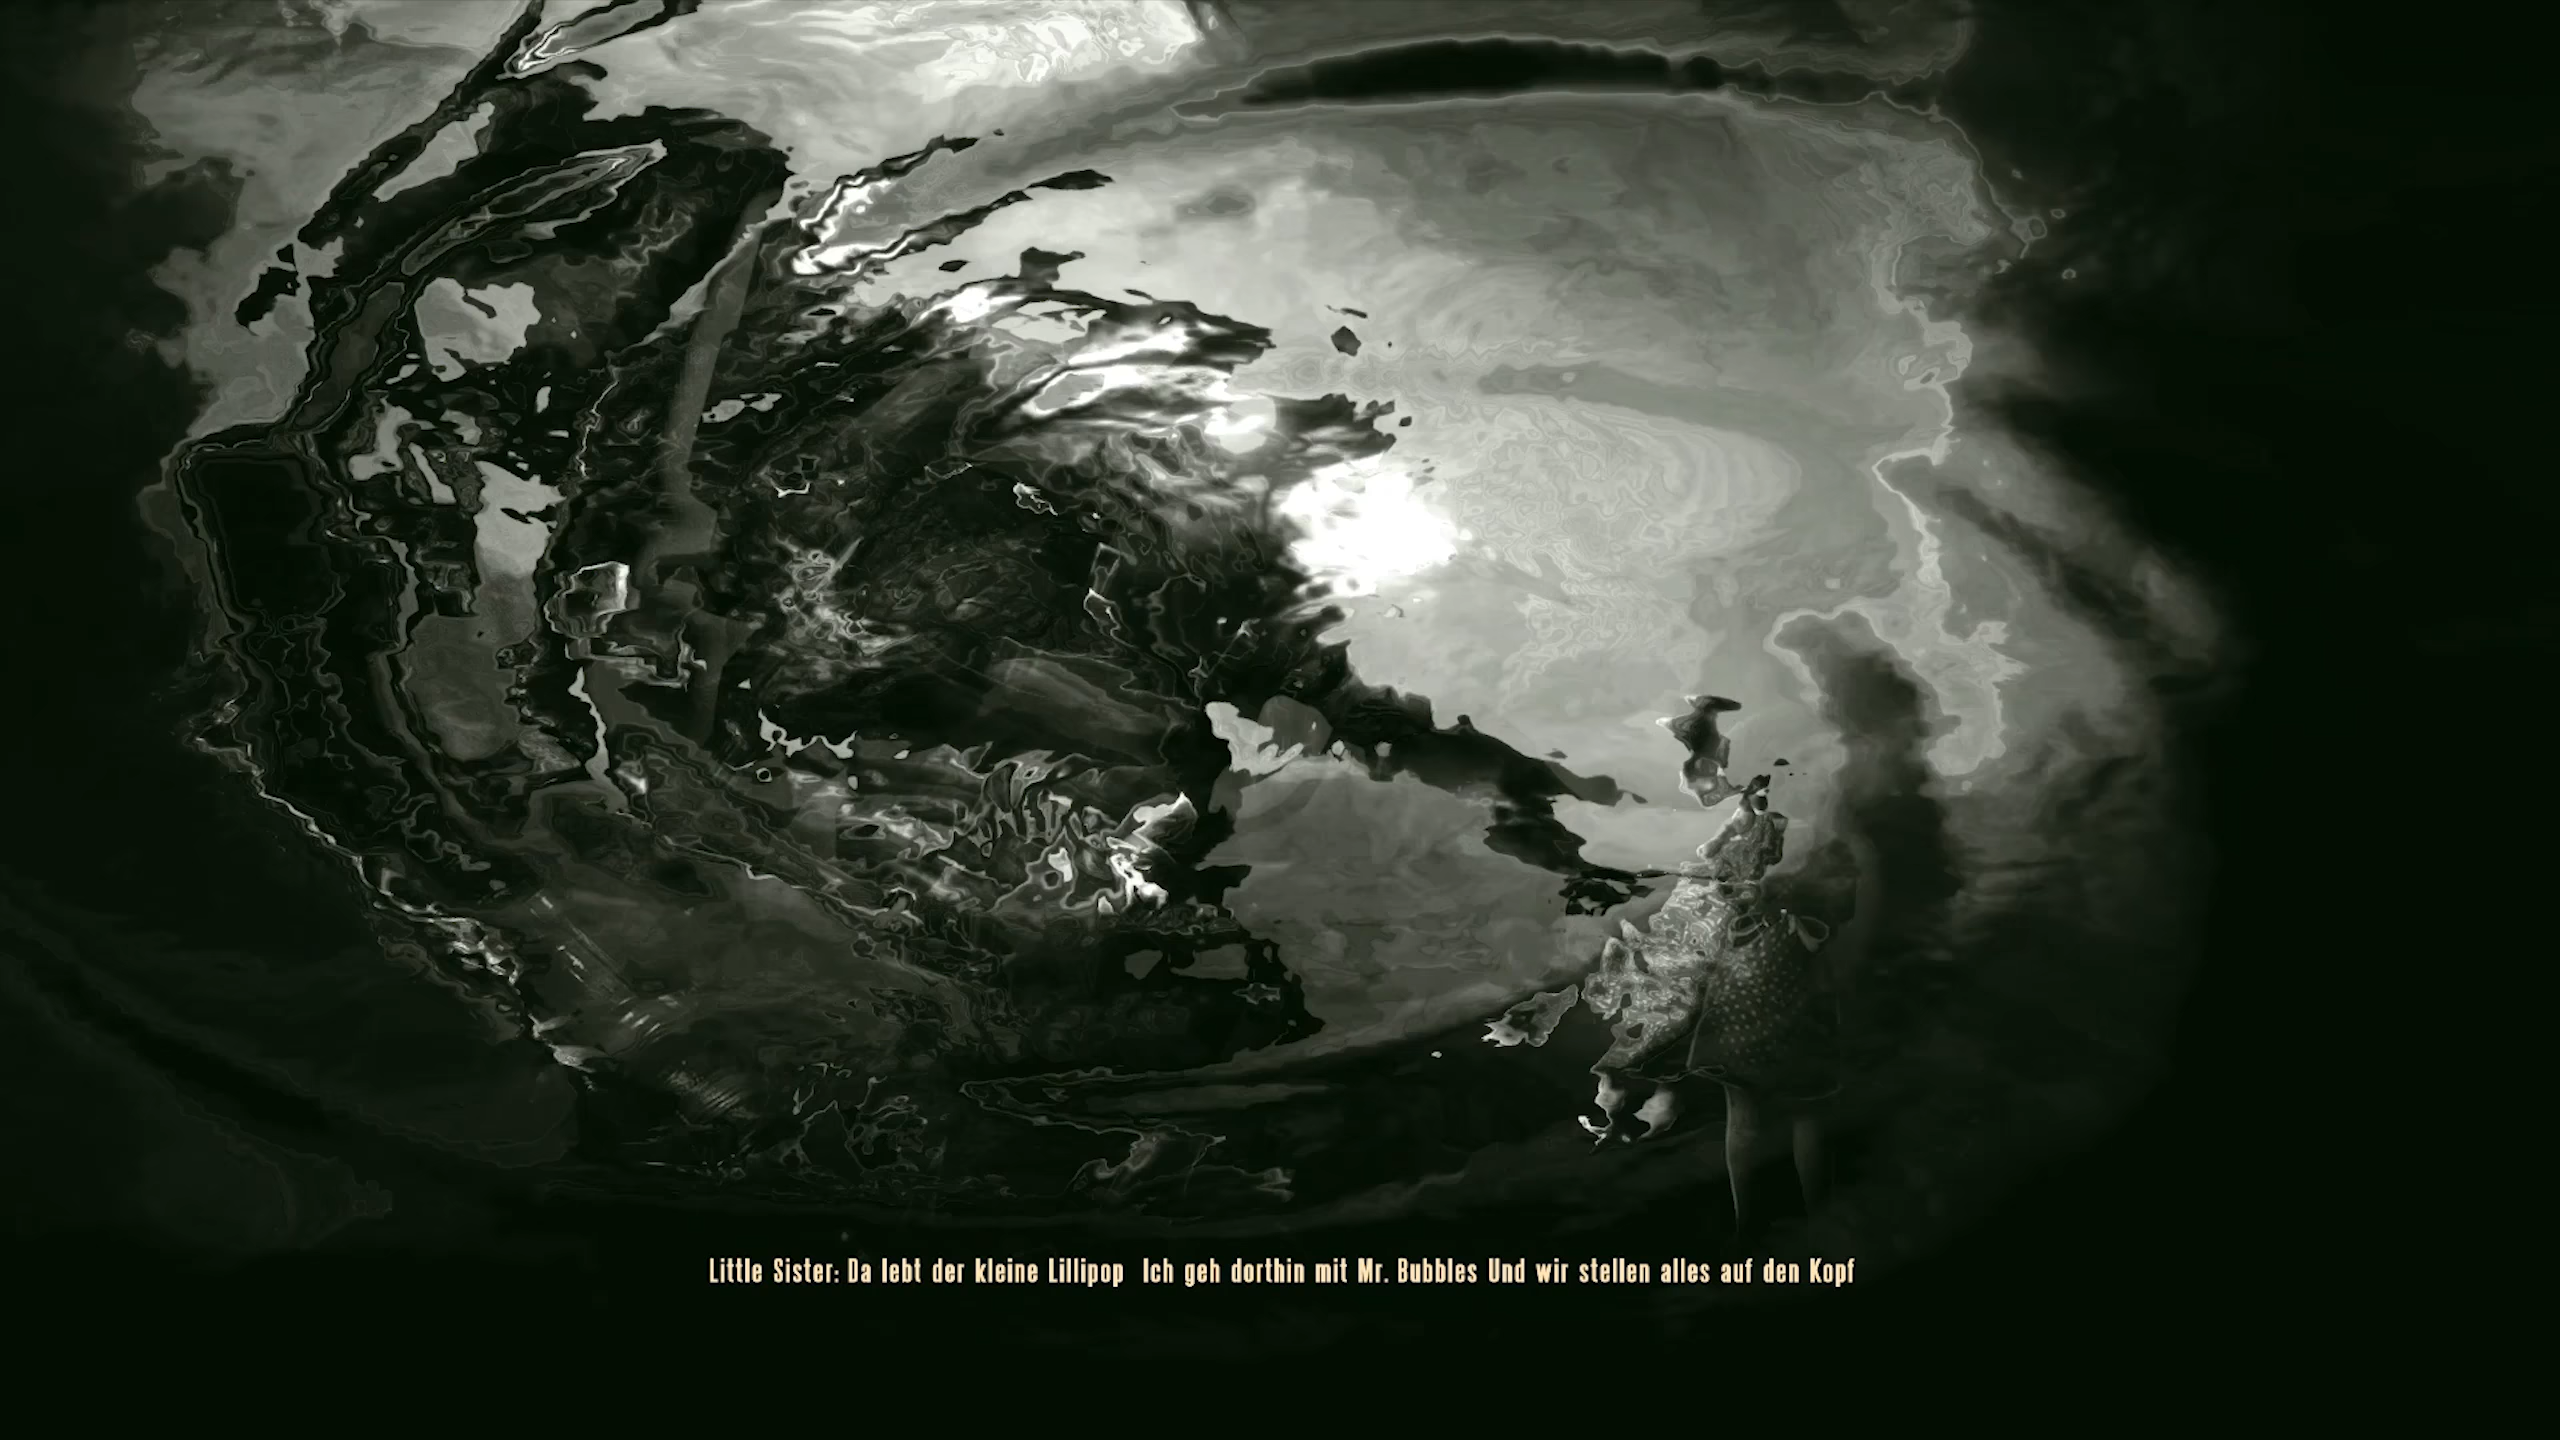 Little Sister: Da lebt der kleine Lillipop  Ich geh dorthin mit Mr. Bubbles Und wir stellen alles auf den Kopf